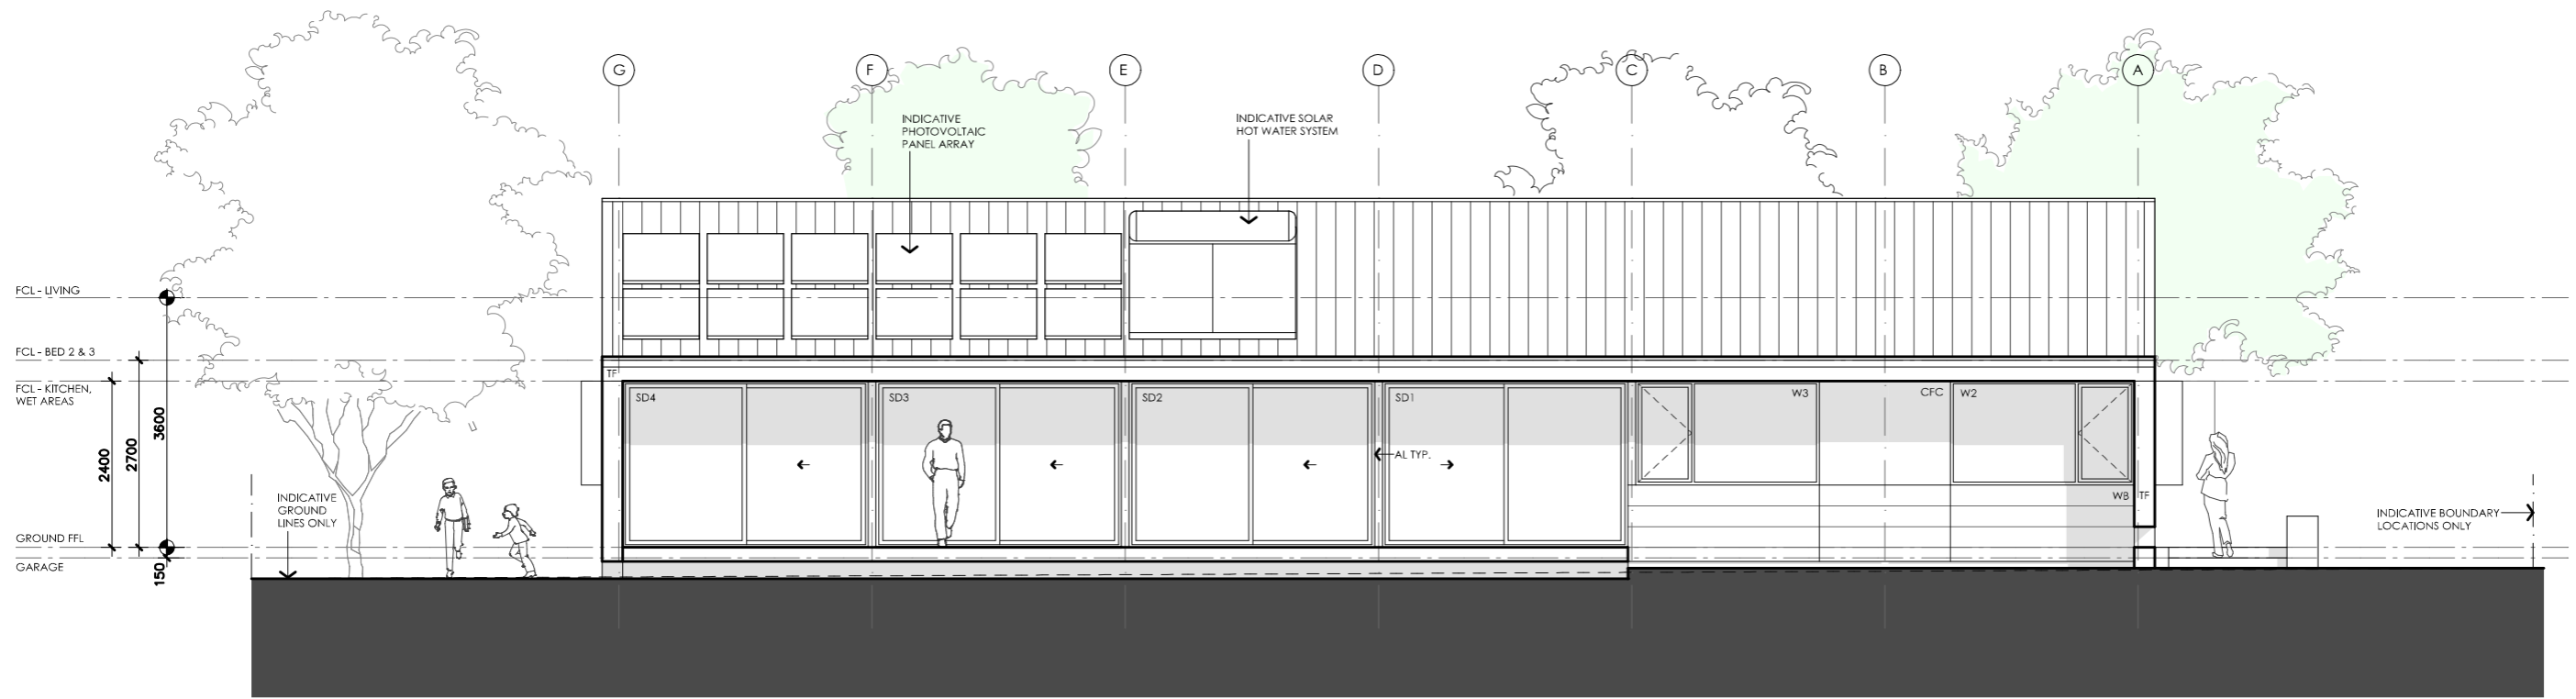 G
F
E
D
C
B
A
INDICATIVE
PHOTOVOLTAIC
PANEL ARRAY
INDICATIVE SOLAR
HOT WATER SYSTEM
FCL - LIVING
FCL - BED 2 & 3
FCL - KITCHEN,
WET AREAS
2400
2700
3600
150
GROUND FFL
GARAGE
INDICATIVE
GROUND
LINES ONLY
TF
SD4
SD3
SD2
SD1
AL TYP.
W3
CFC
W2
WB
TF
INDICATIVE BOUNDARY
LOCATIONS ONLY